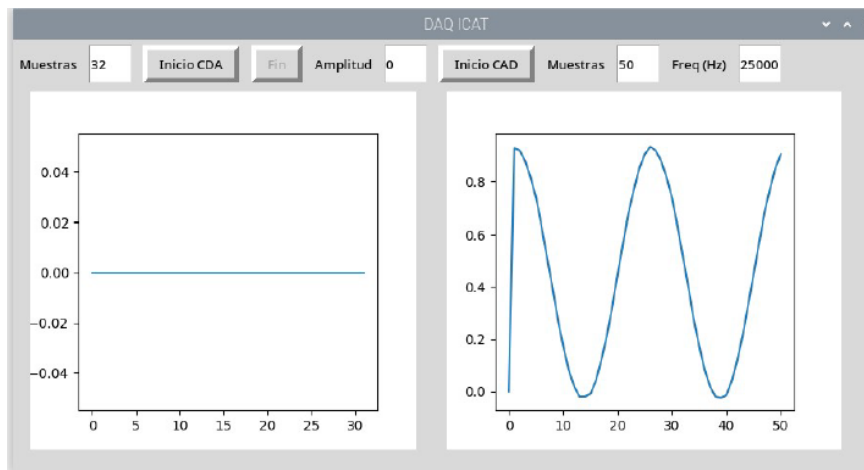 DAQ ICAT
Muestras 32 Inicio CDA Fin Amplitud 0 Inicio CAD Muestras 50 Freq (Hz) 25000
0.04
0.02
0.00
−0.02
−0.04
0 5 10 15 20 25 30
0.8
0.6
0.4
0.2
0.0
0 10 20 30 40 50